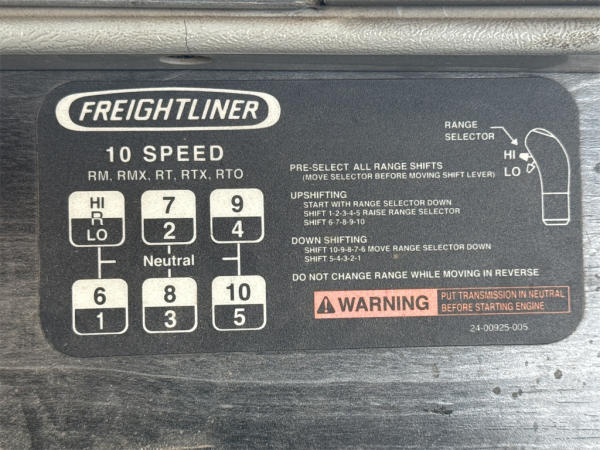 FREIGHTLINER
10 SPEED
RM, RMX, RT, RTX, RTO
HI
R
LO
7
2
9
4
Neutral
6
1
8
3
10
5
RANGE
SELECTOR
HI
LO
PRE-SELECT ALL RANGE SHIFTS
(MOVE SELECTOR BEFORE MOVING SHIFT LEVER)
UPSHIFTING
START WITH RANGE SELECTOR DOWN
SHIFT 1-2-3-4-5 RAISE RANGE SELECTOR
SHIFT 6-7-8-9-10
DOWN SHIFTING
SHIFT 10-9-8-7-6 MOVE RANGE SELECTOR DOWN
SHIFT 5-4-3-2-1
DO NOT CHANGE RANGE WHILE MOVING IN REVERSE
WARNING
PUT TRANSMISSION IN NEUTRAL
BEFORE STARTING ENGINE
24-00925-005